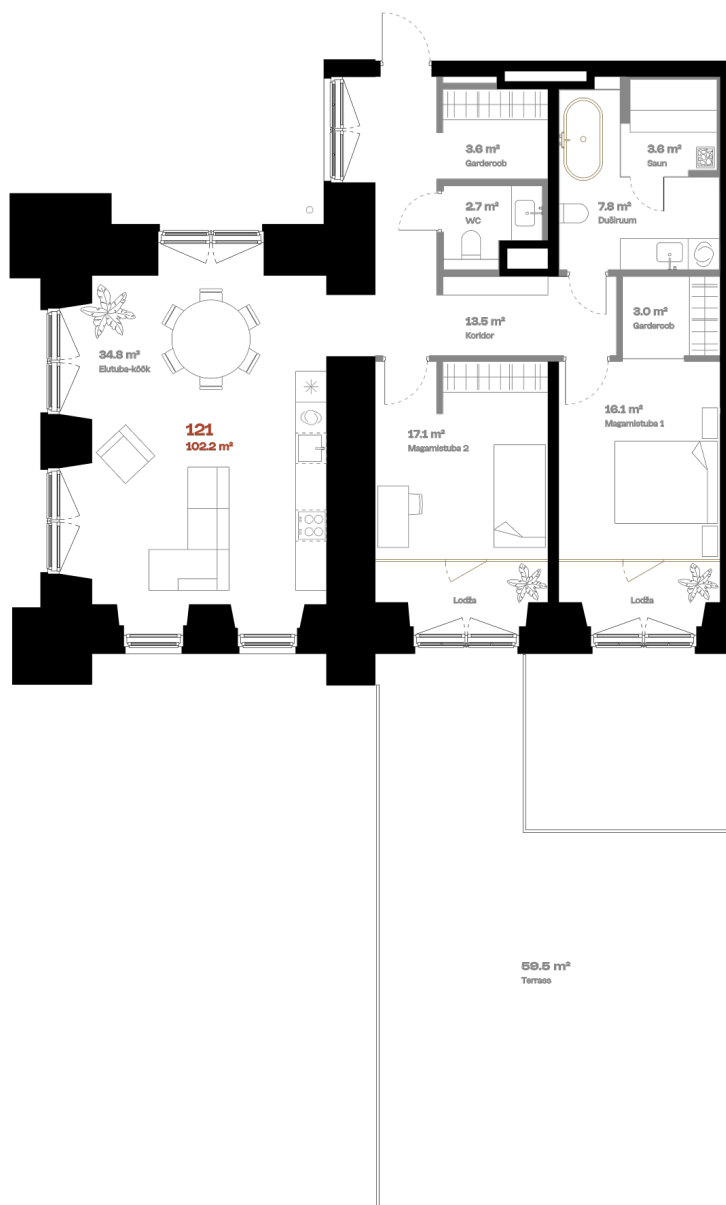 3.6 m²
Garderoob
3.6 m²
Saun
2.7 m²
WC
7.8 m²
Duširuum
13.5 m²
Koridor
3.0 m²
Garderoob
34.8 m²
Elutuba-köök
121
102.2 m²
17.1 m²
Magamistuba 2
16.1 m²
Magamistuba 1
Lodža
Lodža
59.5 m²
Terrass